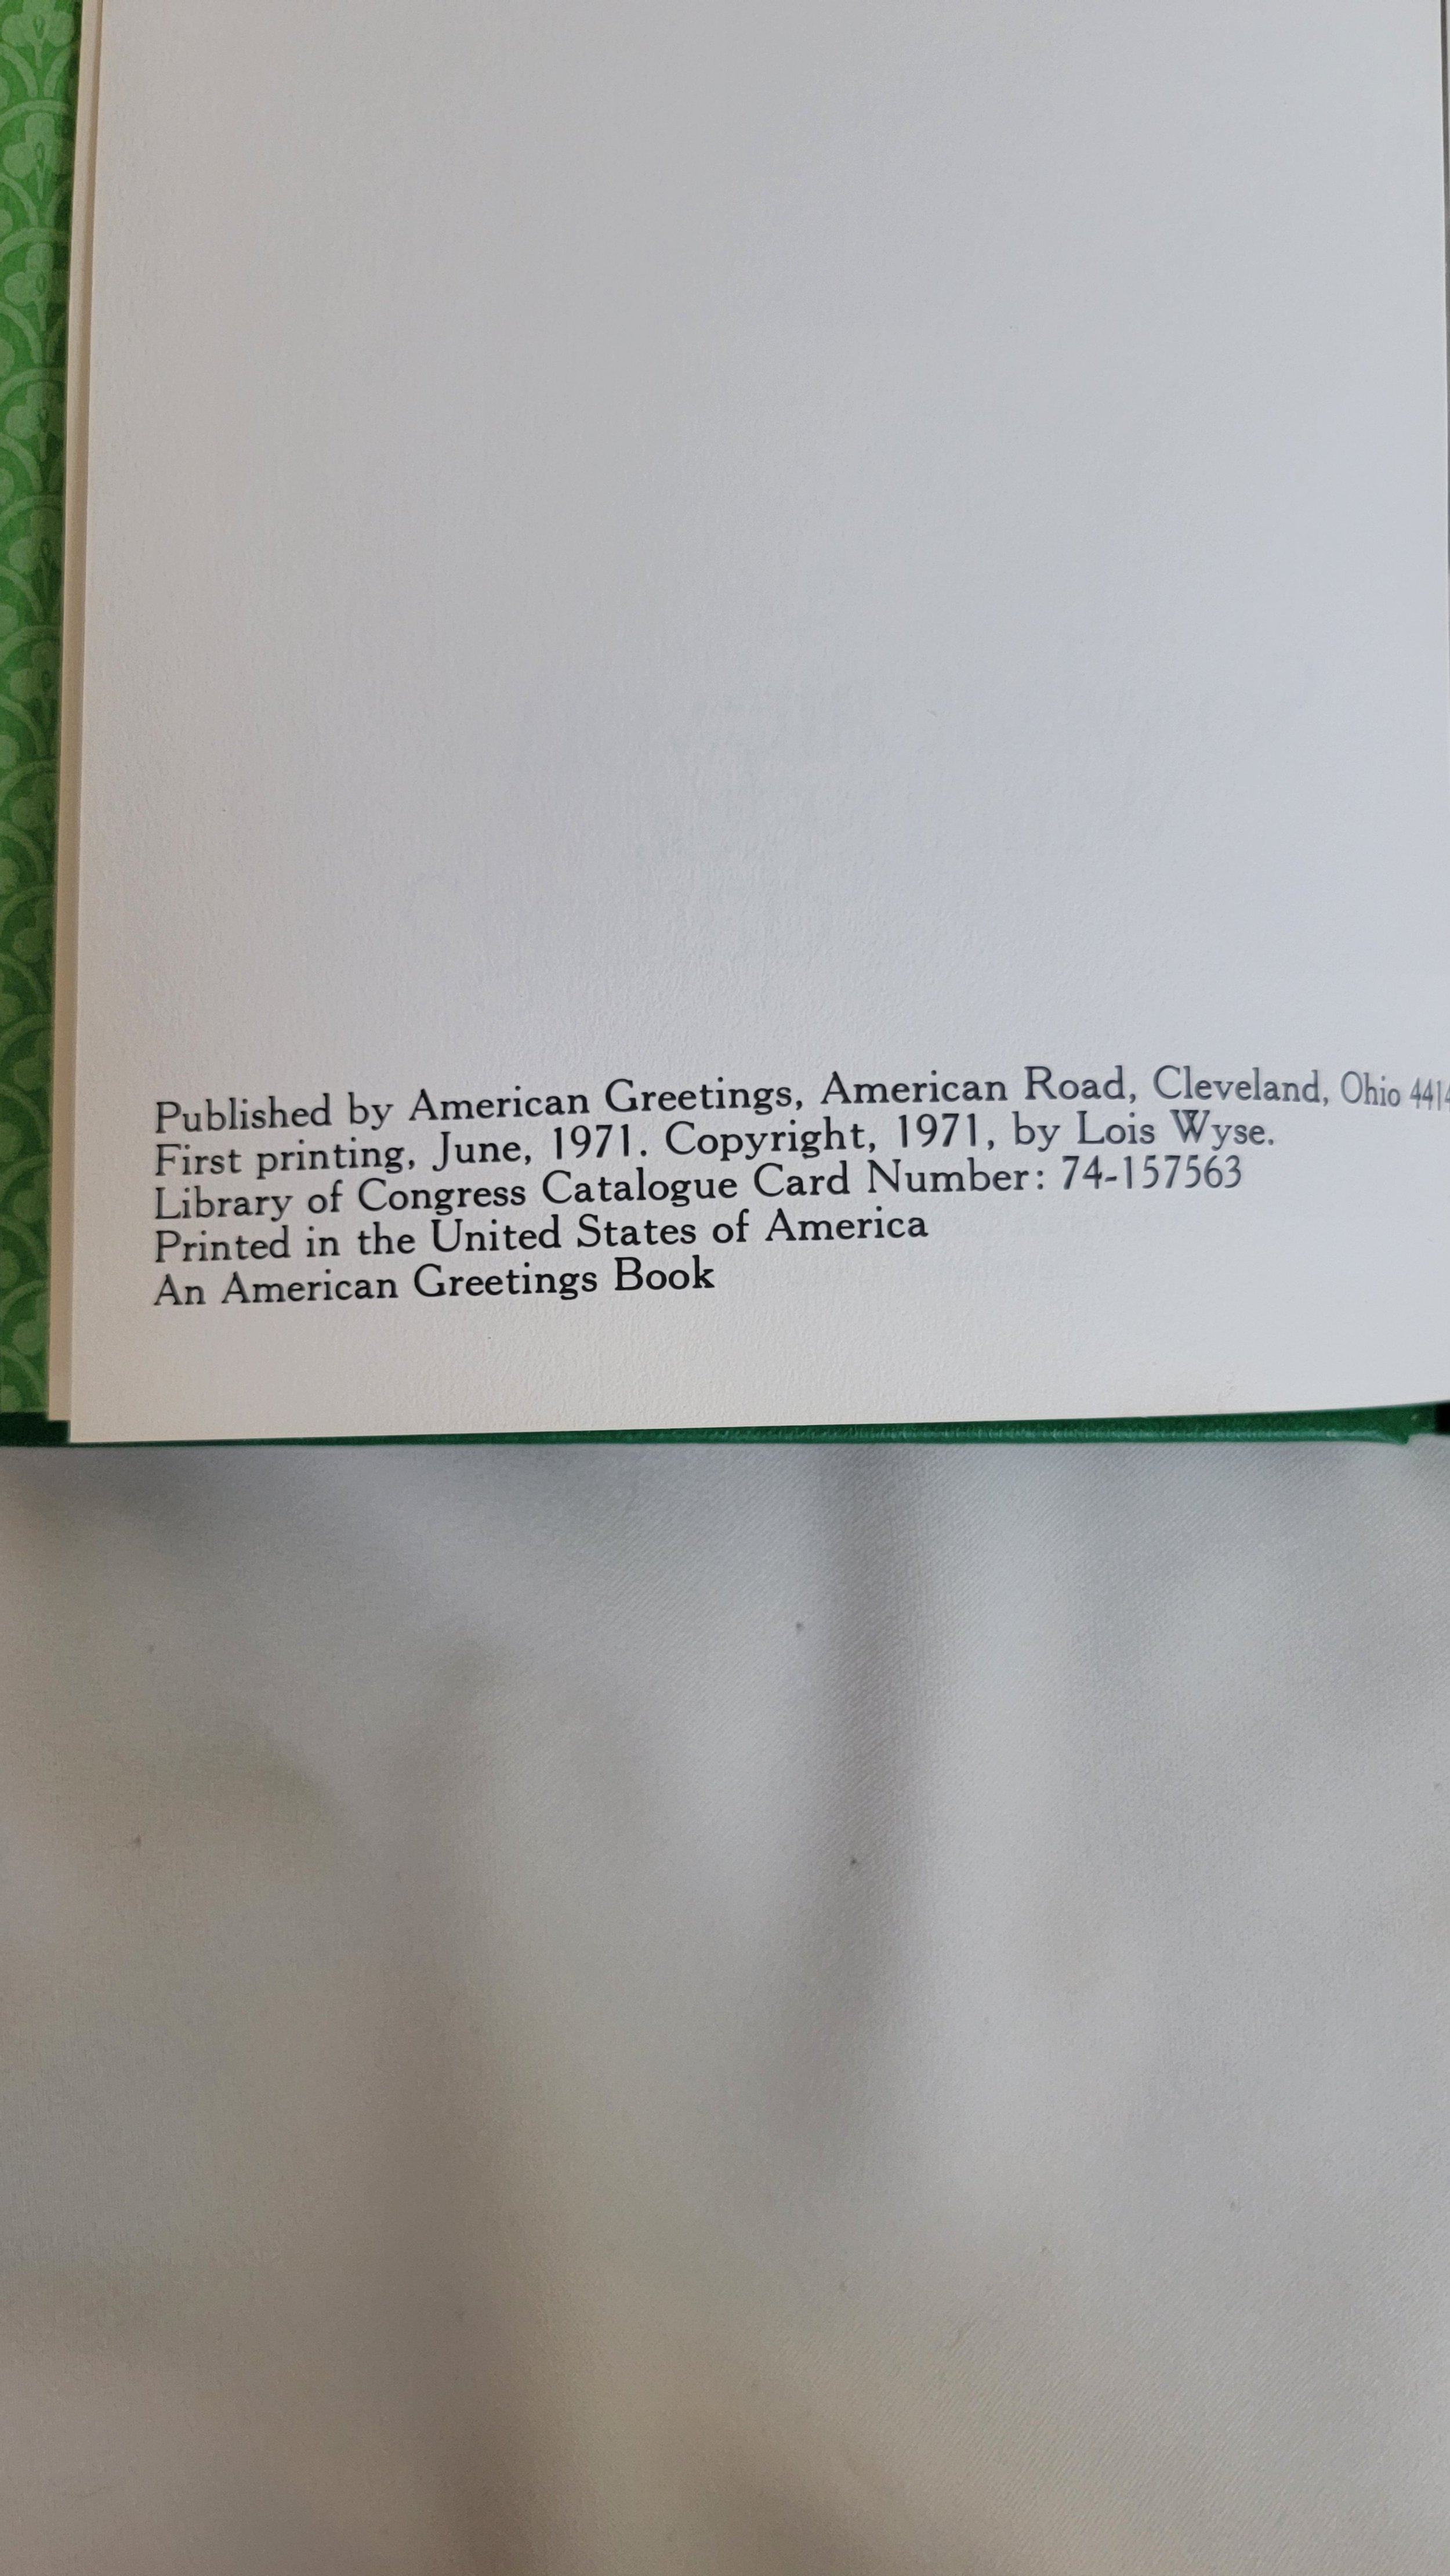 Published by American Greetings, American Road, Cleveland, Ohio
First printing, June, 1971. Copyright, 1971, by Lois Wyse.
Library of Congress Catalogue Card Number: 74-157563
Printed in the United States of America
An American Greetings Book